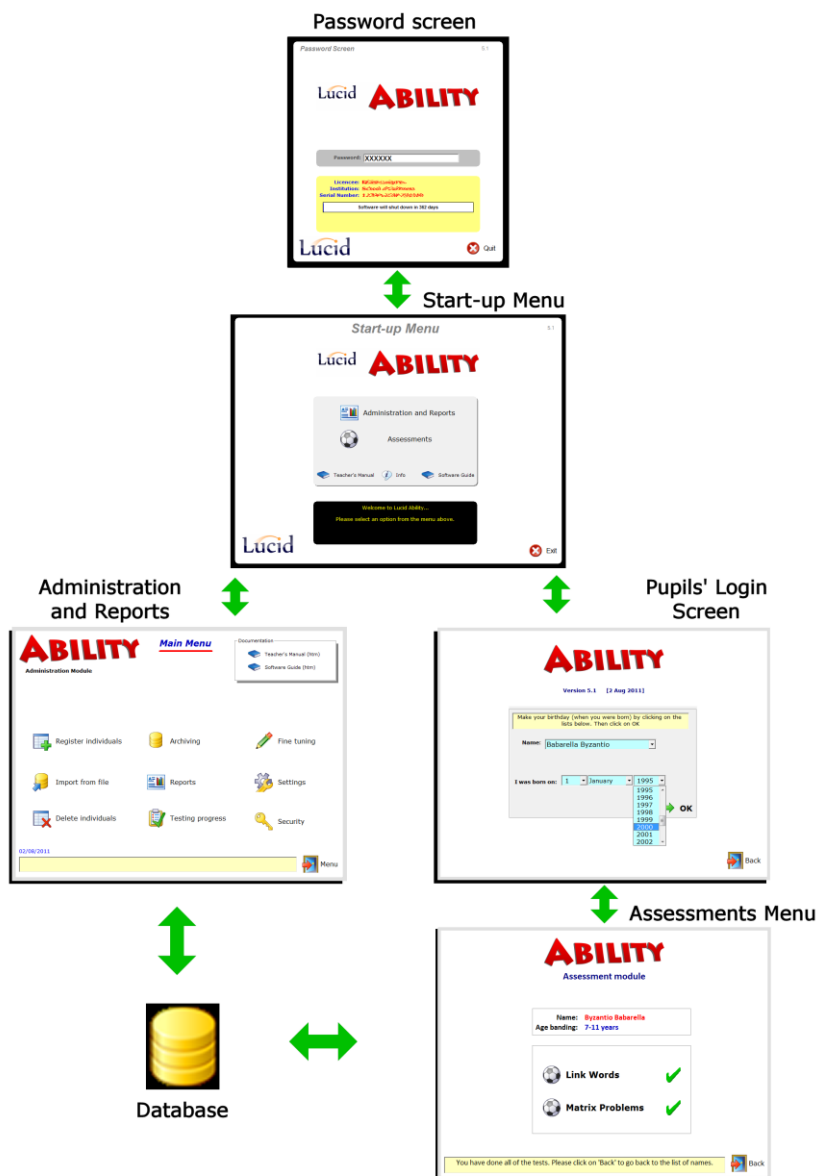 Password screen
Password Screen
5.1
Lucid ABILITY
Password: XXXXXX
Licencee:
Institution:
Serial Number:
Software will shut down in 282 days
Lucid
Quit
Start-up Menu
Start-up Menu
5.1
Lucid ABILITY
Administration and Reports
Assessments
Teacher's Manual Info Software Guide
Welcome to Lucid Ability...
Please select an option from the menu above.
Lucid
Exit
Administration
and Reports
ABILITY
Main Menu
Documentation
Teacher's Manual (htm)
Software Guide (htm)
Administration Module
Register individuals Archiving Fine tuning
Import from file Reports Settings
Delete individuals Testing progress Security
02/08/2011
Menu
Pupils' Login
Screen
ABILITY
Version 5.1 [2 Aug 2011]
Make your birthday (when you were born) by clicking on the
lists below. Then click on OK
Name: Babarella Byzantio
I was born on: 1 January 1995
1995
1996
1997
1998
1999
2000
2001
2002
OK
Back
Assessments Menu
ABILITY
Assessment module
Name: Byzantio Babarella
Age banding: 7-11 years
Link Words
Matrix Problems
You have done all of the tests. Please click on 'Back' to go back to the list of names.
Back
Database